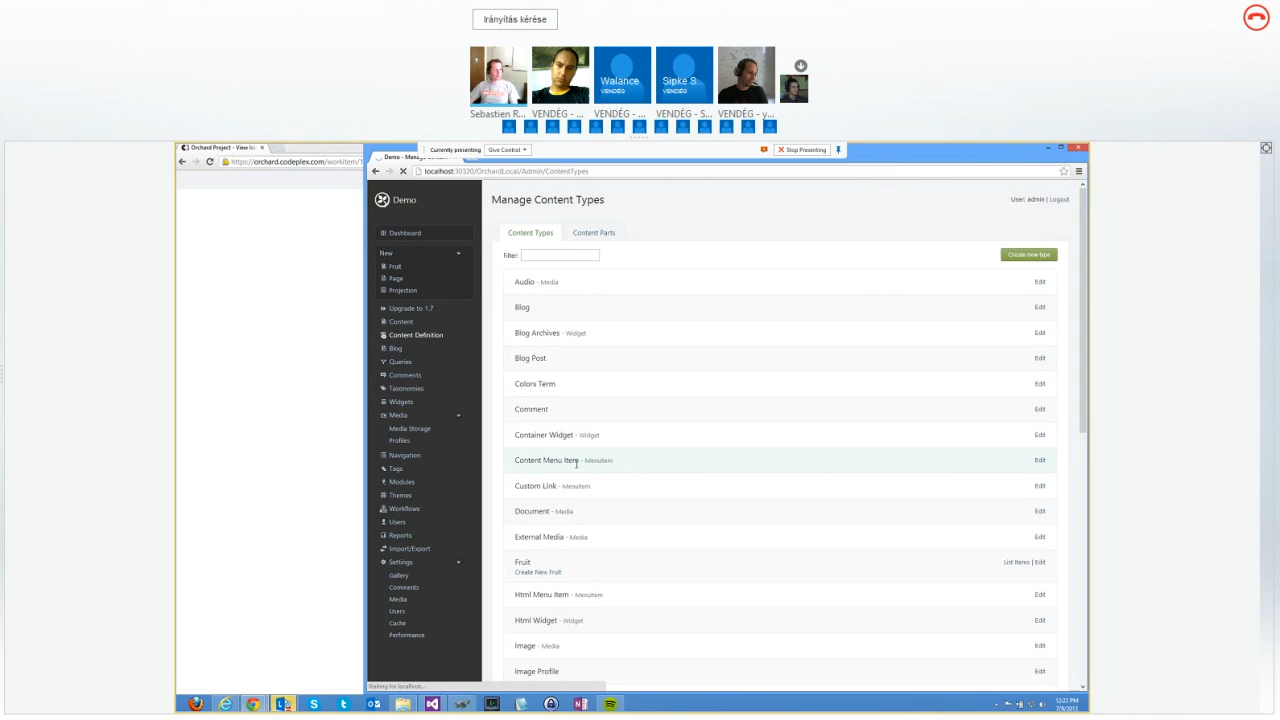 Irányítás kérése
Walance
VENDÉG
Sipke S...
VENDÉG
Sebastien R...
VENDÉG - ...
VENDÉG - ...
VENDÉG - S...
VENDÉG - y...
Orchard Project - View Iss
https://orchard.codeplex.com/workitem/1
Currently presenting
Give Control
Stop Presenting
localhost:30320/OrchardLocal/Admin/ContentTypes
Demo
Manage Content Types
User: admin | Logout
Dashboard
New
Fruit
Page
Projection
Upgrade to 1.7
Content
Content Definition
Blog
Queries
Comments
Taxonomies
Widgets
Media
Media Storage
Profiles
Navigation
Tags
Modules
Themes
Workflows
Users
Reports
Import/Export
Settings
Gallery
Comments
Media
Users
Cache
Performance
Content Types
Content Parts
Filter:
Create new type
Audio - Media Edit
Blog Edit
Blog Archives - Widget Edit
Blog Post Edit
Colors Term Edit
Comment Edit
Container Widget - Widget Edit
Content Menu Item - MenuItem Edit
Custom Link - MenuItem Edit
Document - Media Edit
External Media - Media Edit
Fruit List Items | Edit
Create New Fruit
Html Menu Item - MenuItem Edit
Html Widget - Widget Edit
Image - Media Edit
Image Profile Edit
Waiting for localhost...
12:22 PM
7/9/2013